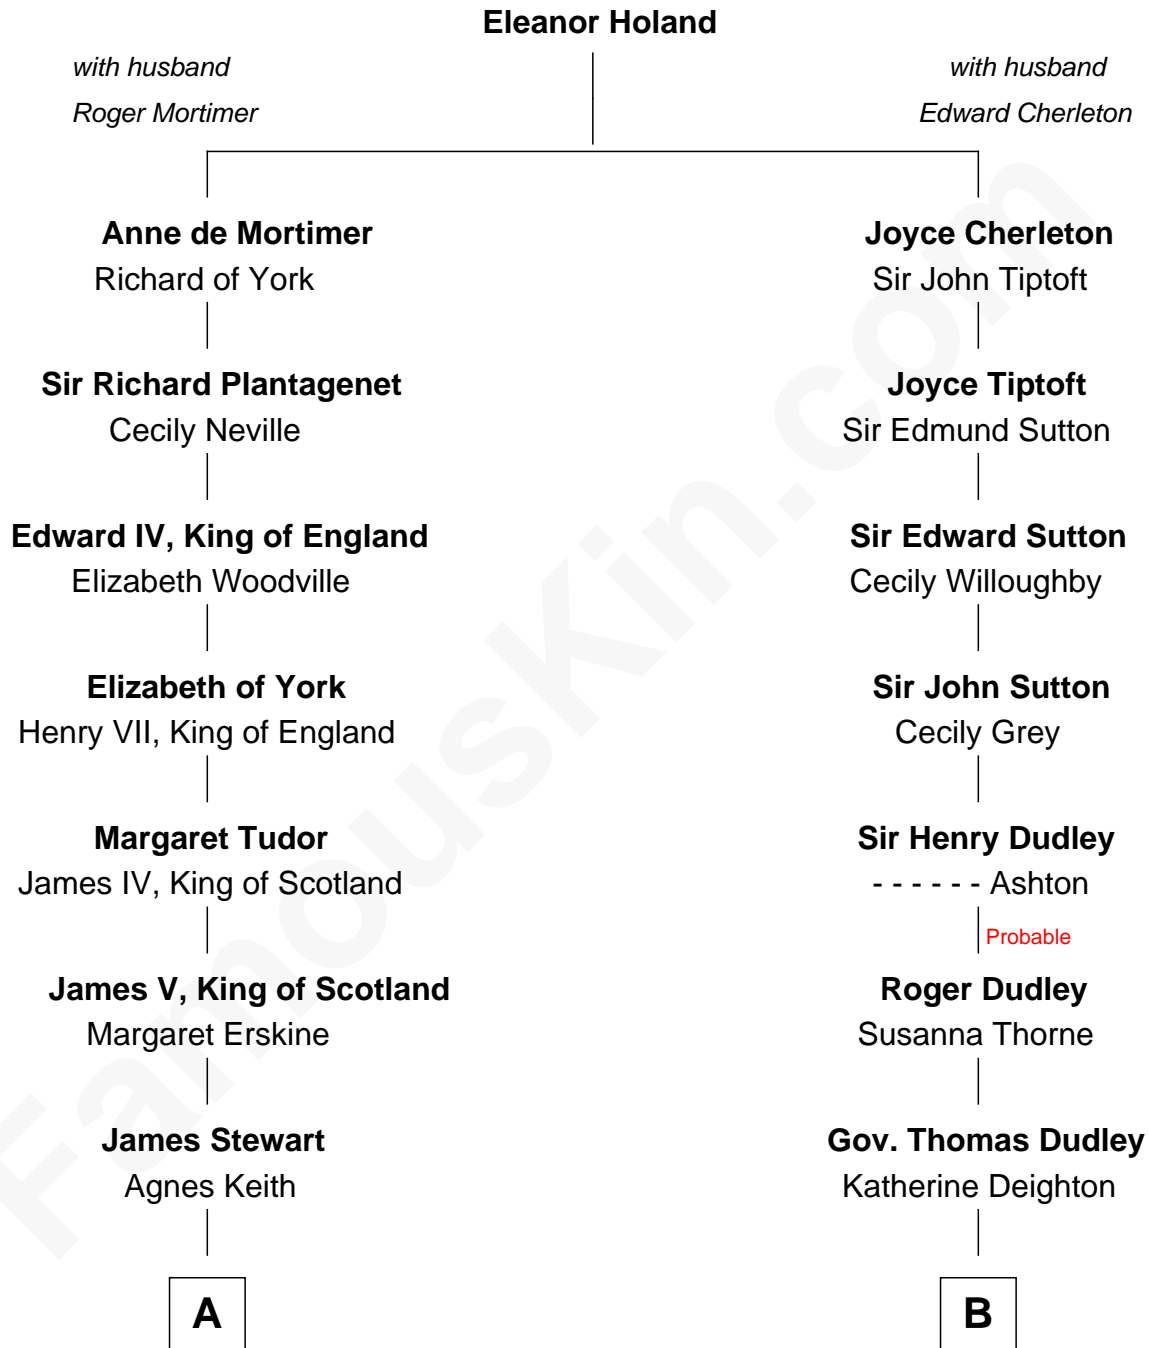 Eleanor Holand
with husband
Roger Mortimer
with husband
Edward Cherleton
Anne de Mortimer
Richard of York
Joyce Cherleton
Sir John Tiptoft
Sir Richard Plantagenet
Cecily Neville
Joyce Tiptoft
Sir Edmund Sutton
Edward IV, King of England
Elizabeth Woodville
Sir Edward Sutton
Cecily Willoughby
Elizabeth of York
Henry VII, King of England
Sir John Sutton
Cecily Grey
Margaret Tudor
James IV, King of Scotland
Sir Henry Dudley
- - - - - - Ashton
Probable
James V, King of Scotland
Margaret Erskine
Roger Dudley
Susanna Thorne
James Stewart
Agnes Keith
Gov. Thomas Dudley
Katherine Deighton
A
B
FamousKin.com